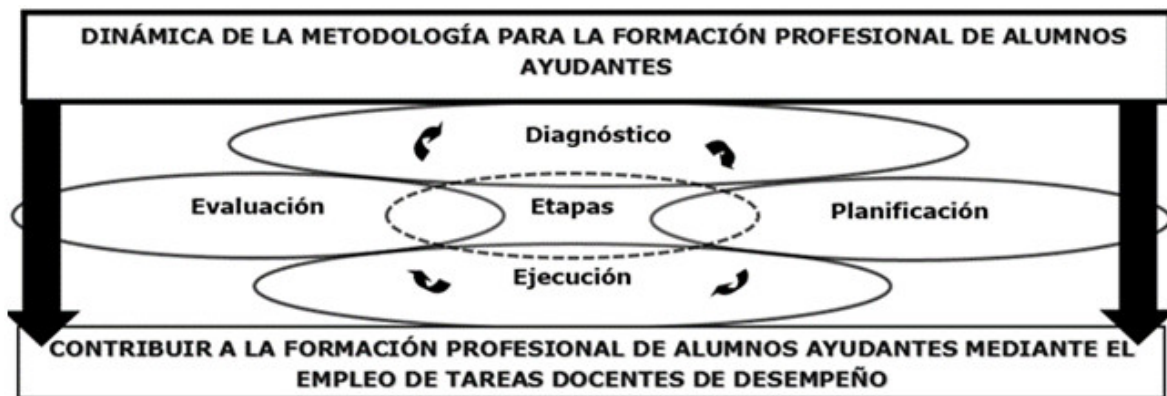 DINÁMICA DE LA METODOLOGÍA PARA LA FORMACIÓN PROFESIONAL DE ALUMNOS
AYUDANTES
Diagnóstico
Evaluación
Etapas
Planificación
Ejecución
CONTRIBUIR A LA FORMACIÓN PROFESIONAL DE ALUMNOS AYUDANTES MEDIANTE EL
EMPLEO DE TAREAS DOCENTES DE DESEMPEÑO